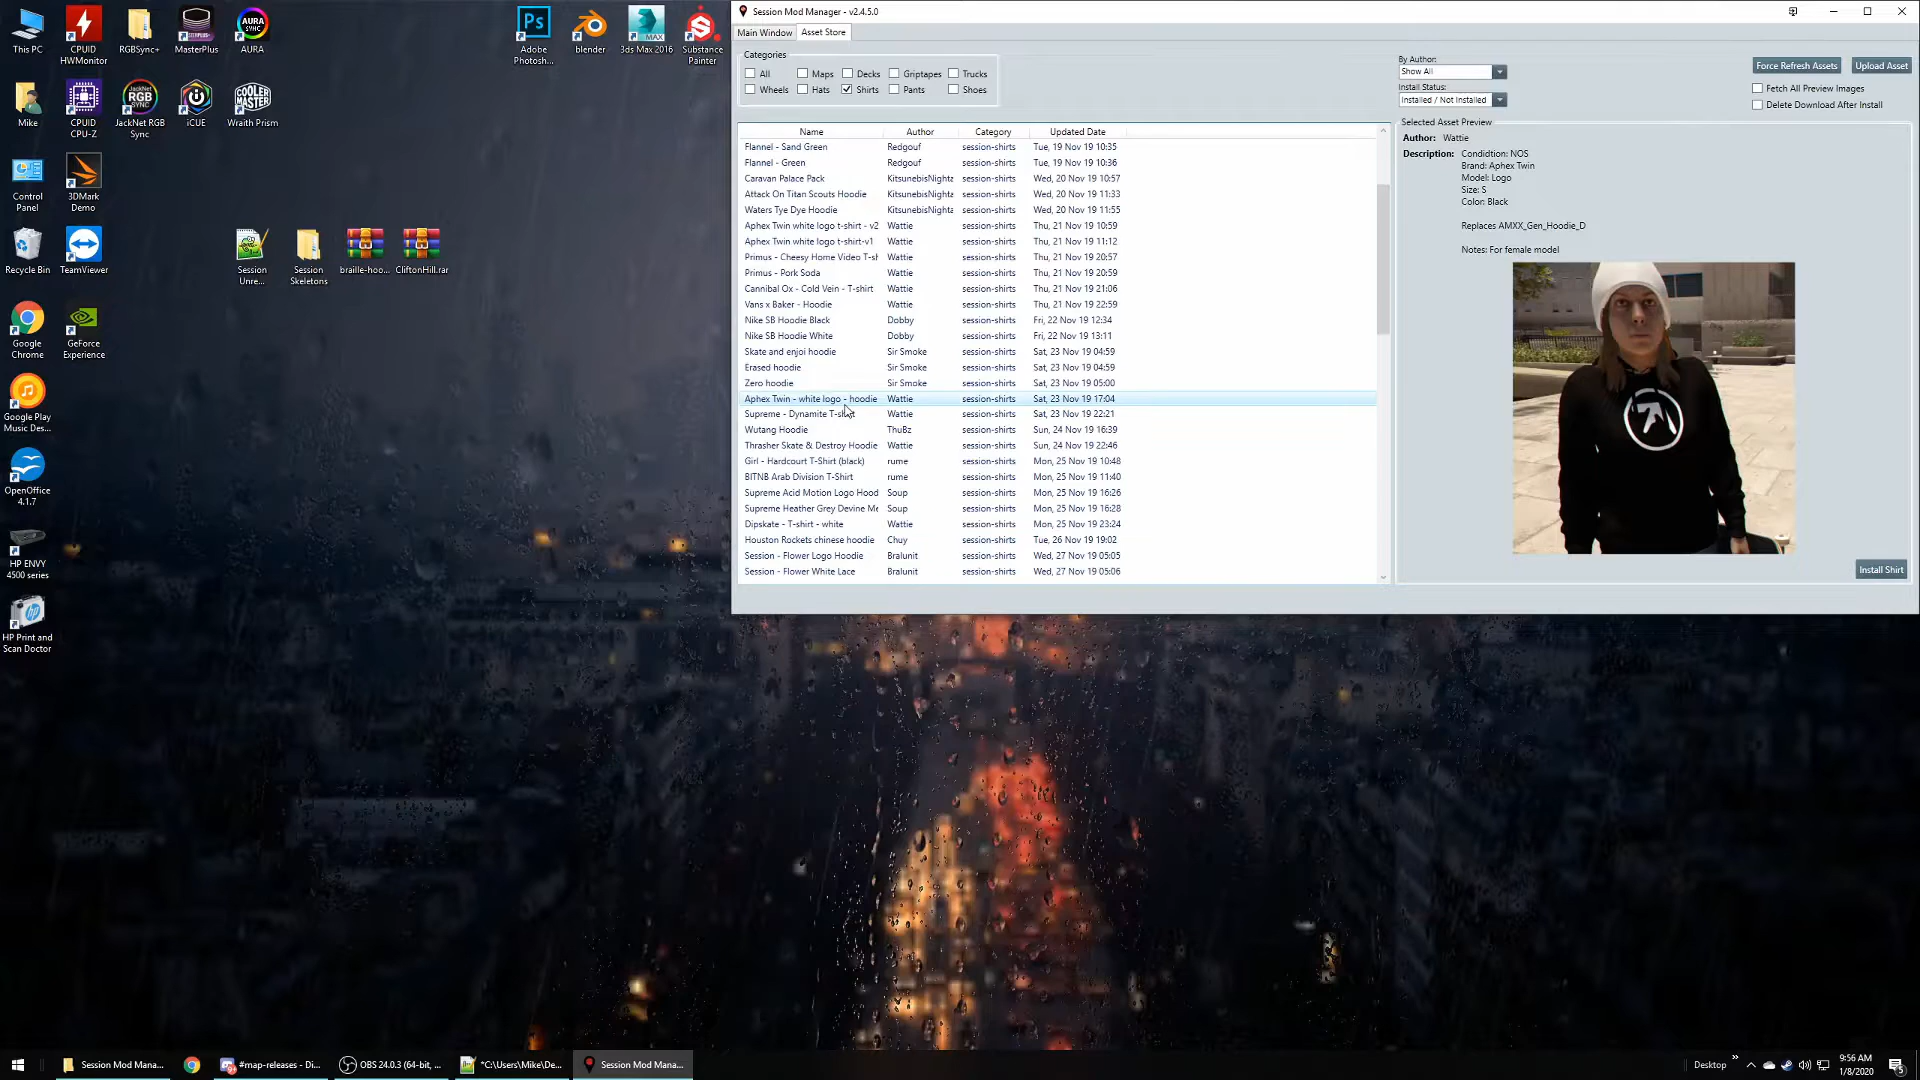 This PC
CPUID HWMonitor
RGBSync+
MasterPlus
AURA
Adobe Photosh...
blender
3ds Max 2016
Substance Painter
Mike
CPUID CPU-Z
JackNet RGB Sync
iCUE
Wraith Prism
Control Panel
3DMark Demo
Recycle Bin
TeamViewer
Session Unre...
Session Skeletons
braille-hoo...
CliftonHill.rar
Google Chrome
GeForce Experience
Google Play Music Des...
OpenOffice 4.1.7
HP ENVY 4500 series
HP Print and Scan Doctor
Session Mod Manager - v2.4.5.0
Main Window
Asset Store
Categories
All
Maps
Decks
Griptapes
Trucks
Wheels
Hats
Shirts
Pants
Shoes
By Author:
Show All
Install Status:
Installed / Not Installed
Force Refresh Assets
Upload Asset
Fetch All Preview Images
Delete Download After Install
Name Author Category Updated Date
Flannel - Sand Green Redgouf session-shirts Tue, 19 Nov 19 10:35
Flannel - Green Redgouf session-shirts Tue, 19 Nov 19 10:36
Caravan Palace Pack KitsunebisNightz session-shirts Wed, 20 Nov 19 10:57
Attack On Titan Scouts Hoodie KitsunebisNightz session-shirts Wed, 20 Nov 19 11:33
Waters Tye Dye Hoodie KitsunebisNightz session-shirts Wed, 20 Nov 19 11:55
Aphex Twin white logo t-shirt - v2 Wattie session-shirts Thu, 21 Nov 19 10:59
Aphex Twin white logo t-shirt-v1 Wattie session-shirts Thu, 21 Nov 19 11:12
Primus - Cheesy Home Video T-sh Wattie session-shirts Thu, 21 Nov 19 20:57
Primus - Pork Soda Wattie session-shirts Thu, 21 Nov 19 20:59
Cannibal Ox - Cold Vein - T-shirt Wattie session-shirts Thu, 21 Nov 19 21:06
Vans x Baker - Hoodie Wattie session-shirts Thu, 21 Nov 19 22:59
Nike SB Hoodie Black Dobby session-shirts Fri, 22 Nov 19 12:34
Nike SB Hoodie White Dobby session-shirts Fri, 22 Nov 19 13:11
Skate and enjoi hoodie Sir Smoke session-shirts Sat, 23 Nov 19 04:59
Erased hoodie Sir Smoke session-shirts Sat, 23 Nov 19 04:59
Zero hoodie Sir Smoke session-shirts Sat, 23 Nov 19 05:00
Aphex Twin - white logo - hoodie Wattie session-shirts Sat, 23 Nov 19 17:04
Supreme - Dynamite T-shirt Wattie session-shirts Sat, 23 Nov 19 22:21
Wutang Hoodie ThuBz session-shirts Sun, 24 Nov 19 16:39
Thrasher Skate & Destroy Hoodie Wattie session-shirts Sun, 24 Nov 19 22:46
Girl - Hardcourt T-Shirt (black) rume session-shirts Mon, 25 Nov 19 10:48
BITNB Arab Division T-Shirt rume session-shirts Mon, 25 Nov 19 11:40
Supreme Acid Motion Logo Hood Soup session-shirts Mon, 25 Nov 19 16:26
Supreme Heather Grey Devine Me Soup session-shirts Mon, 25 Nov 19 16:28
Dipskate - T-shirt - white Wattie session-shirts Mon, 25 Nov 19 23:24
Houston Rockets chinese hoodie Chuy session-shirts Tue, 26 Nov 19 19:02
Session - Flower Logo Hoodie Bralunit session-shirts Wed, 27 Nov 19 05:05
Session - Flower White Lace Bralunit session-shirts Wed, 27 Nov 19 05:06
Selected Asset Preview
Author: Wattie
Description: Condidtion: NOS
Brand: Aphex Twin
Model: Logo
Size: S
Color: Black
Replaces AMXX_Gen_Hoodie_D
Notes: For female model
Install Shirt
Session Mod Mana...
#map-releases - Di...
OBS 24.0.3 (64-bit, ...
*C:\Users\Mike\De...
Session Mod Mana...
Desktop
9:56 AM
1/8/2020
5